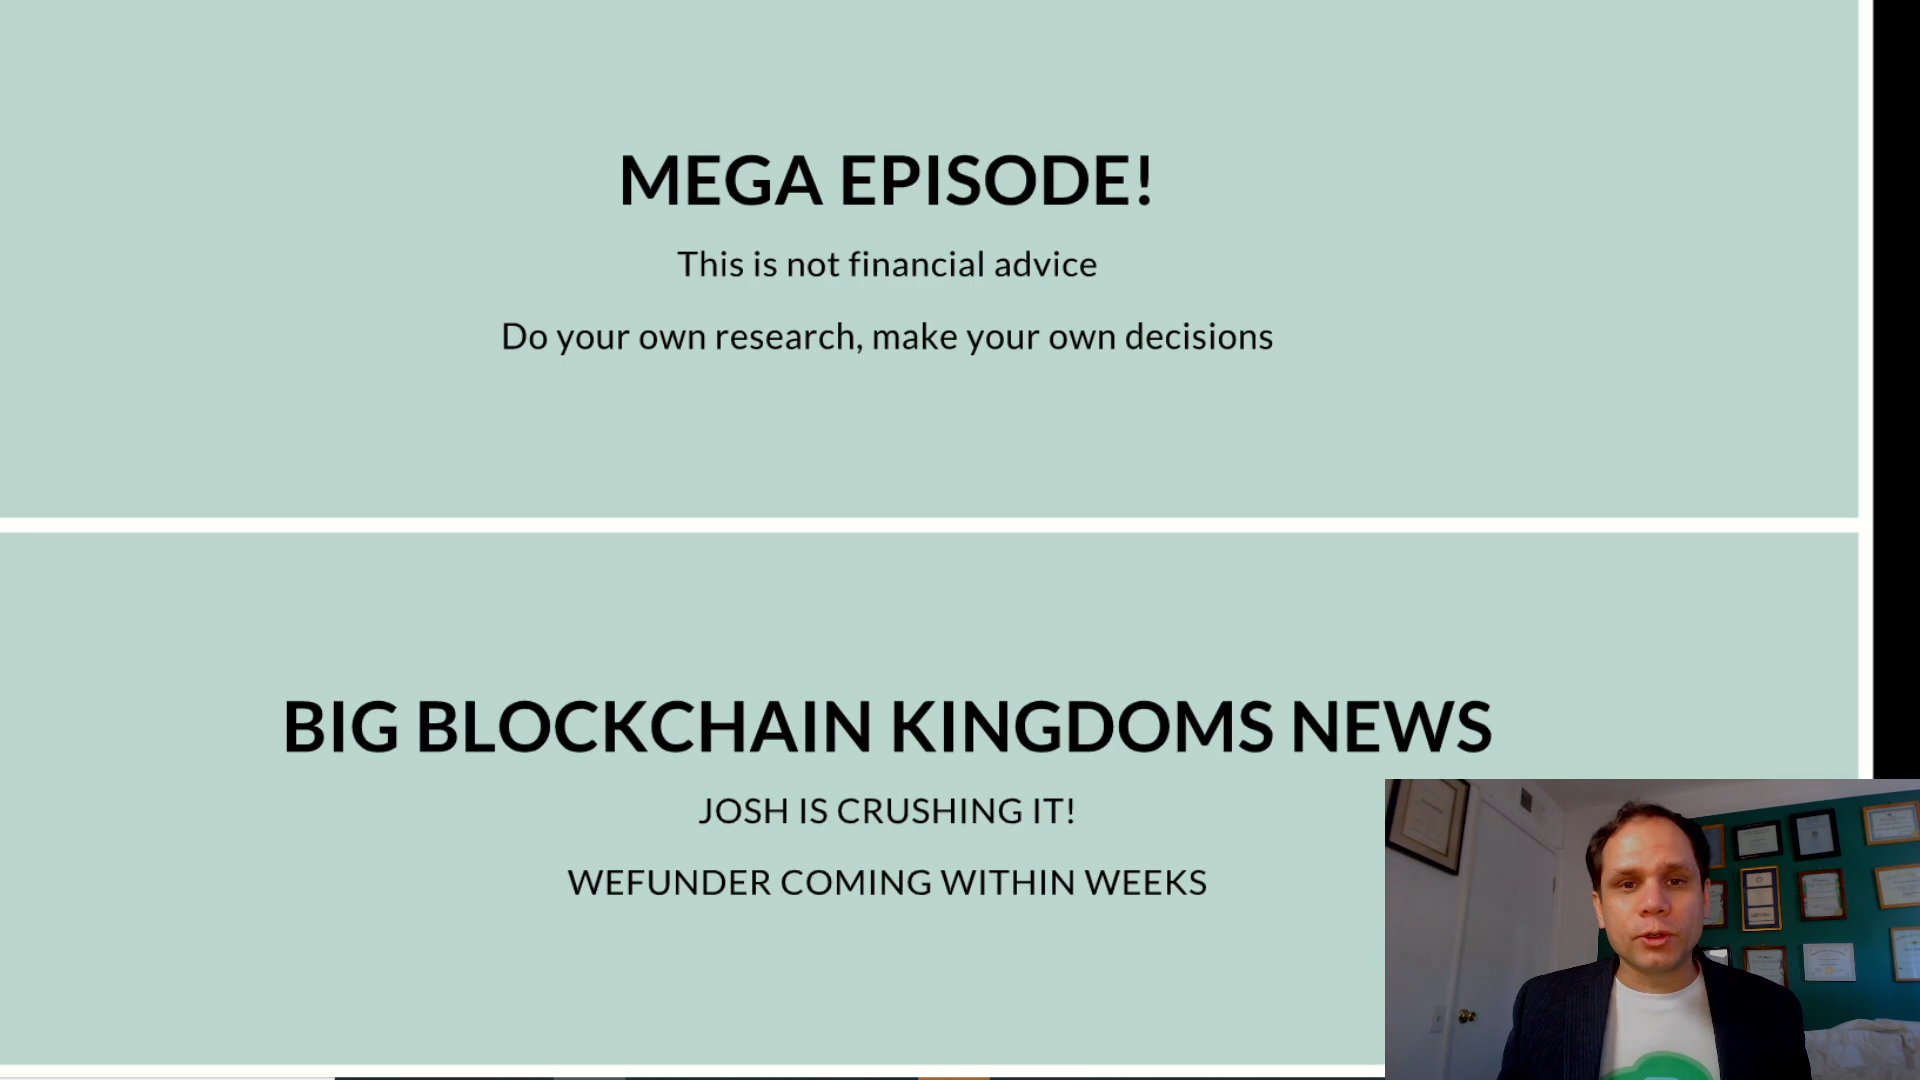 MEGA EPISODE!
This is not financial advice
Do your own research, make your own decisions
BIG BLOCKCHAIN KINGDOMS NEWS
JOSH IS CRUSHING IT!
WEFUNDER COMING WITHIN WEEKS